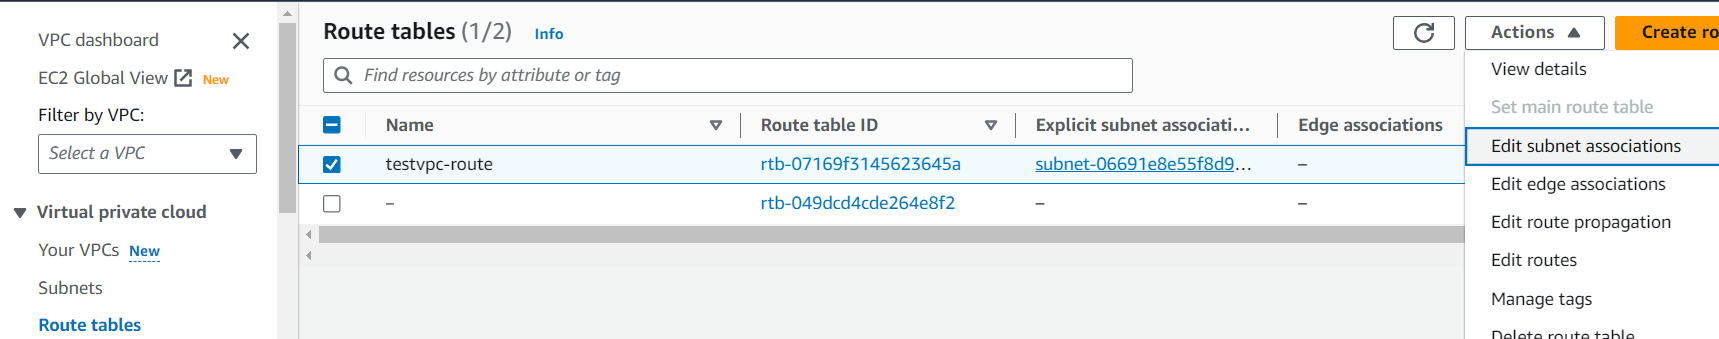 VPC dashboard
EC2 Global View New
Filter by VPC:
Select a VPC
Virtual private cloud
Your VPCs New
Subnets
Route tables
Route tables (1/2) Info
Find resources by attribute or tag
Name Route table ID Explicit subnet associati... Edge associations
testvpc-route rtb-07169f3145623645a subnet-06691e8e55f8d9... –
– rtb-049dcd4cde264e8f2 – –
Actions
Create ro
View details
Set main route table
Edit subnet associations
Edit edge associations
Edit route propagation
Edit routes
Manage tags
Delete route table